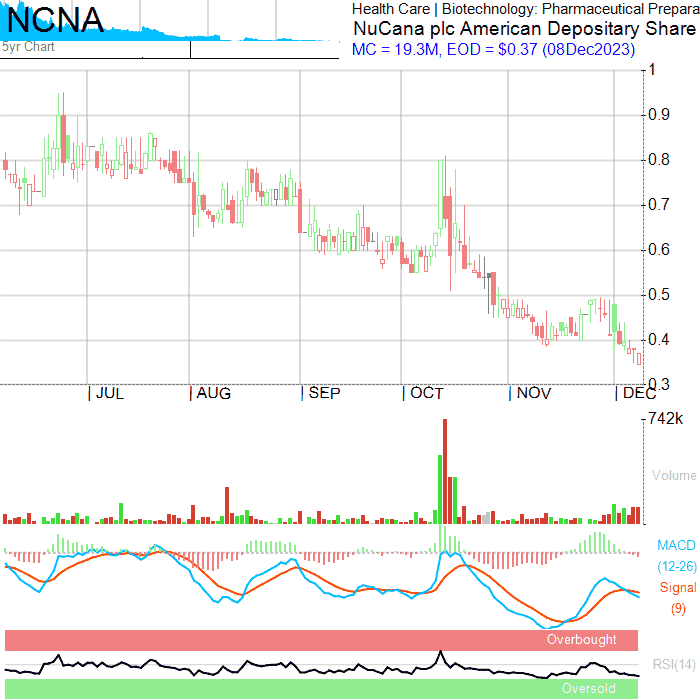 NCNA
Health Care | Biotechnology: Pharmaceutical Prepara
NuCana plc American Depositary Share
5yr Chart
MC = 19.3M, EOD = $0.37 (08Dec2023)
1
0.9
0.8
0.7
0.6
0.5
0.4
0.3
JUL AUG SEP OCT NOV DEC
742k
Volume
MACD
(12-26)
Signal
(9)
Overbought
RSI(14)
Oversold